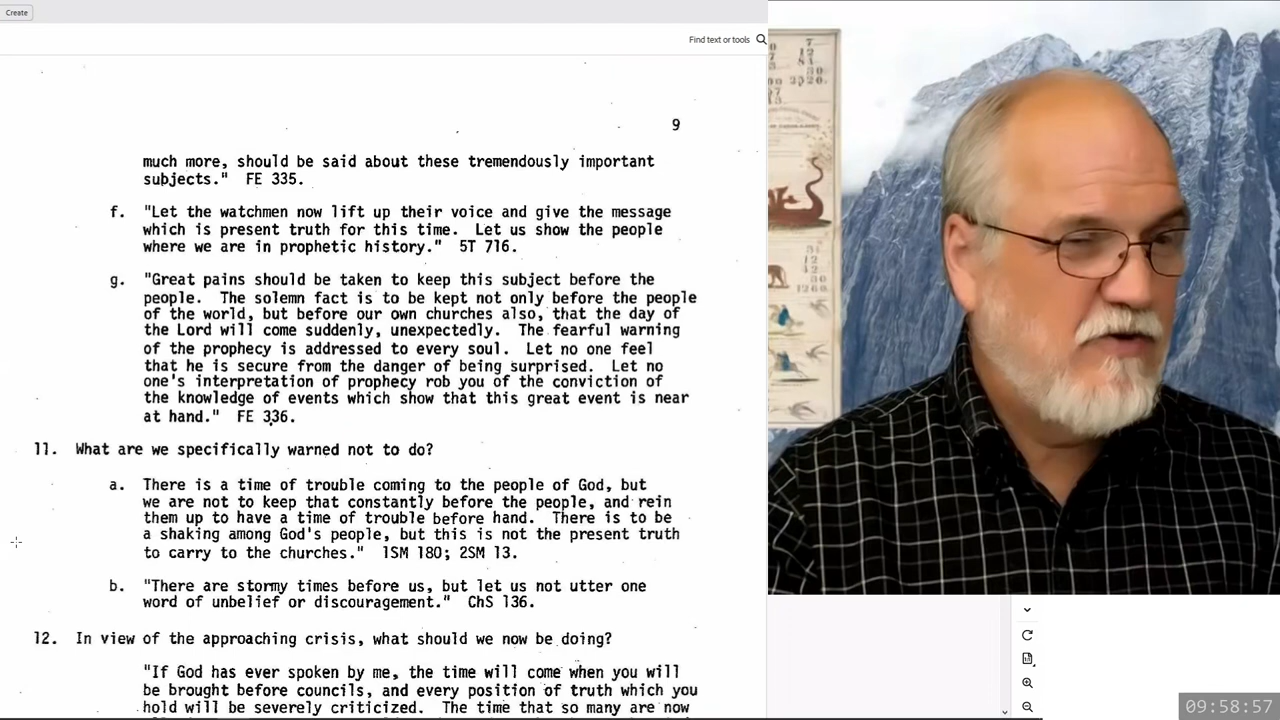 Create
Find text or tools
9
much more, should be said about these tremendously important
subjects." FE 335.
f. "Let the watchmen now lift up their voice and give the message
which is present truth for this time. Let us show the people
where we are in prophetic history." 5T 716.
g. "Great pains should be taken to keep this subject before the
people. The solemn fact is to be kept not only before the people
of the world, but before our own churches also, that the day of
the Lord will come suddenly, unexpectedly. The fearful warning
of the prophecy is addressed to every soul. Let no one feel
that he is secure from the danger of being surprised. Let no
one's interpretation of prophecy rob you of the conviction of
the knowledge of events which show that this great event is near
at hand." FE 336.
11. What are we specifically warned not to do?
a. There is a time of trouble coming to the people of God, but
we are not to keep that constantly before the people, and rein
them up to have a time of trouble before hand. There is to be
a shaking among God's people, but this is not the present truth
to carry to the churches." 1SM 180; 2SM 13.
b. "There are stormy times before us, but let us not utter one
word of unbelief or discouragement." ChS 136.
12. In view of the approaching crisis, what should we now be doing?
"If God has ever spoken by me, the time will come when you will
be brought before councils, and every position of truth which you
hold will be severely criticized. The time that so many are now
7
12
30
2520.
31
12
42
30
1260
09:58:57